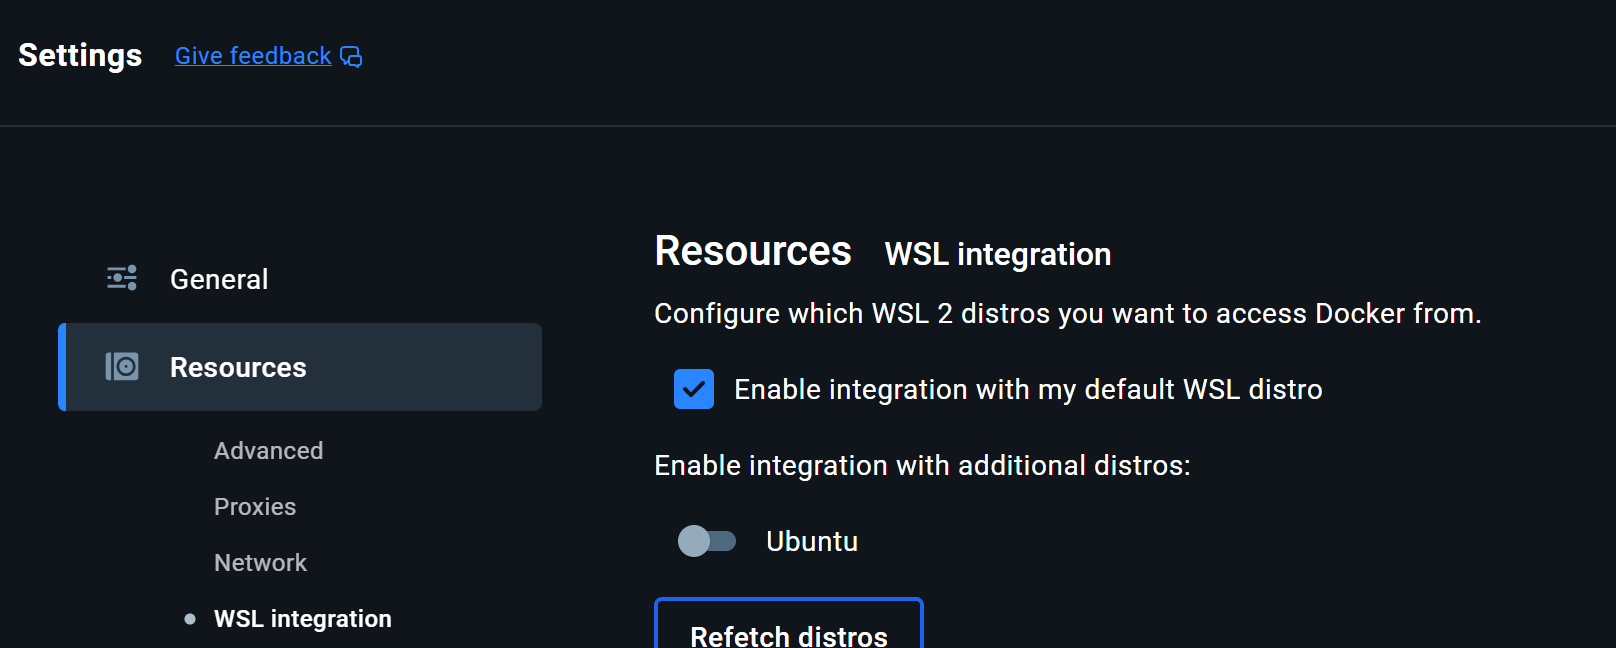 Settings Give feedback
General
Resources
Advanced
Proxies
Network
WSL integration
Resources WSL integration
Configure which WSL 2 distros you want to access Docker from.
Enable integration with my default WSL distro
Enable integration with additional distros:
Ubuntu
Refetch distros